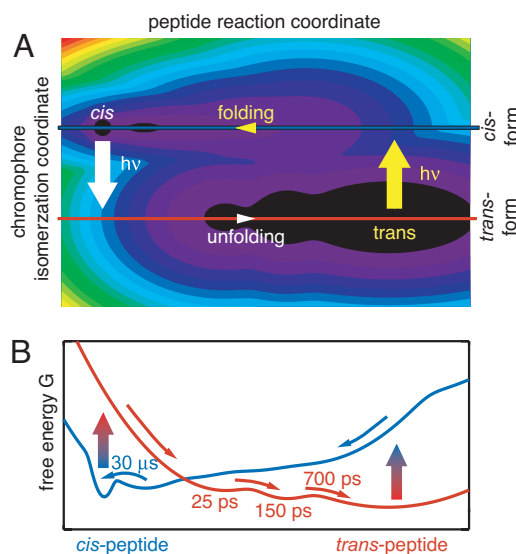 peptide reaction coordinate
A
chromophore
isomerzation coordinate
cis
folding
hν
hν
unfolding
trans
cis-
form
trans-
form
B
free energy G
30 μs
25 ps
150 ps
700 ps
cis-peptide
trans-peptide